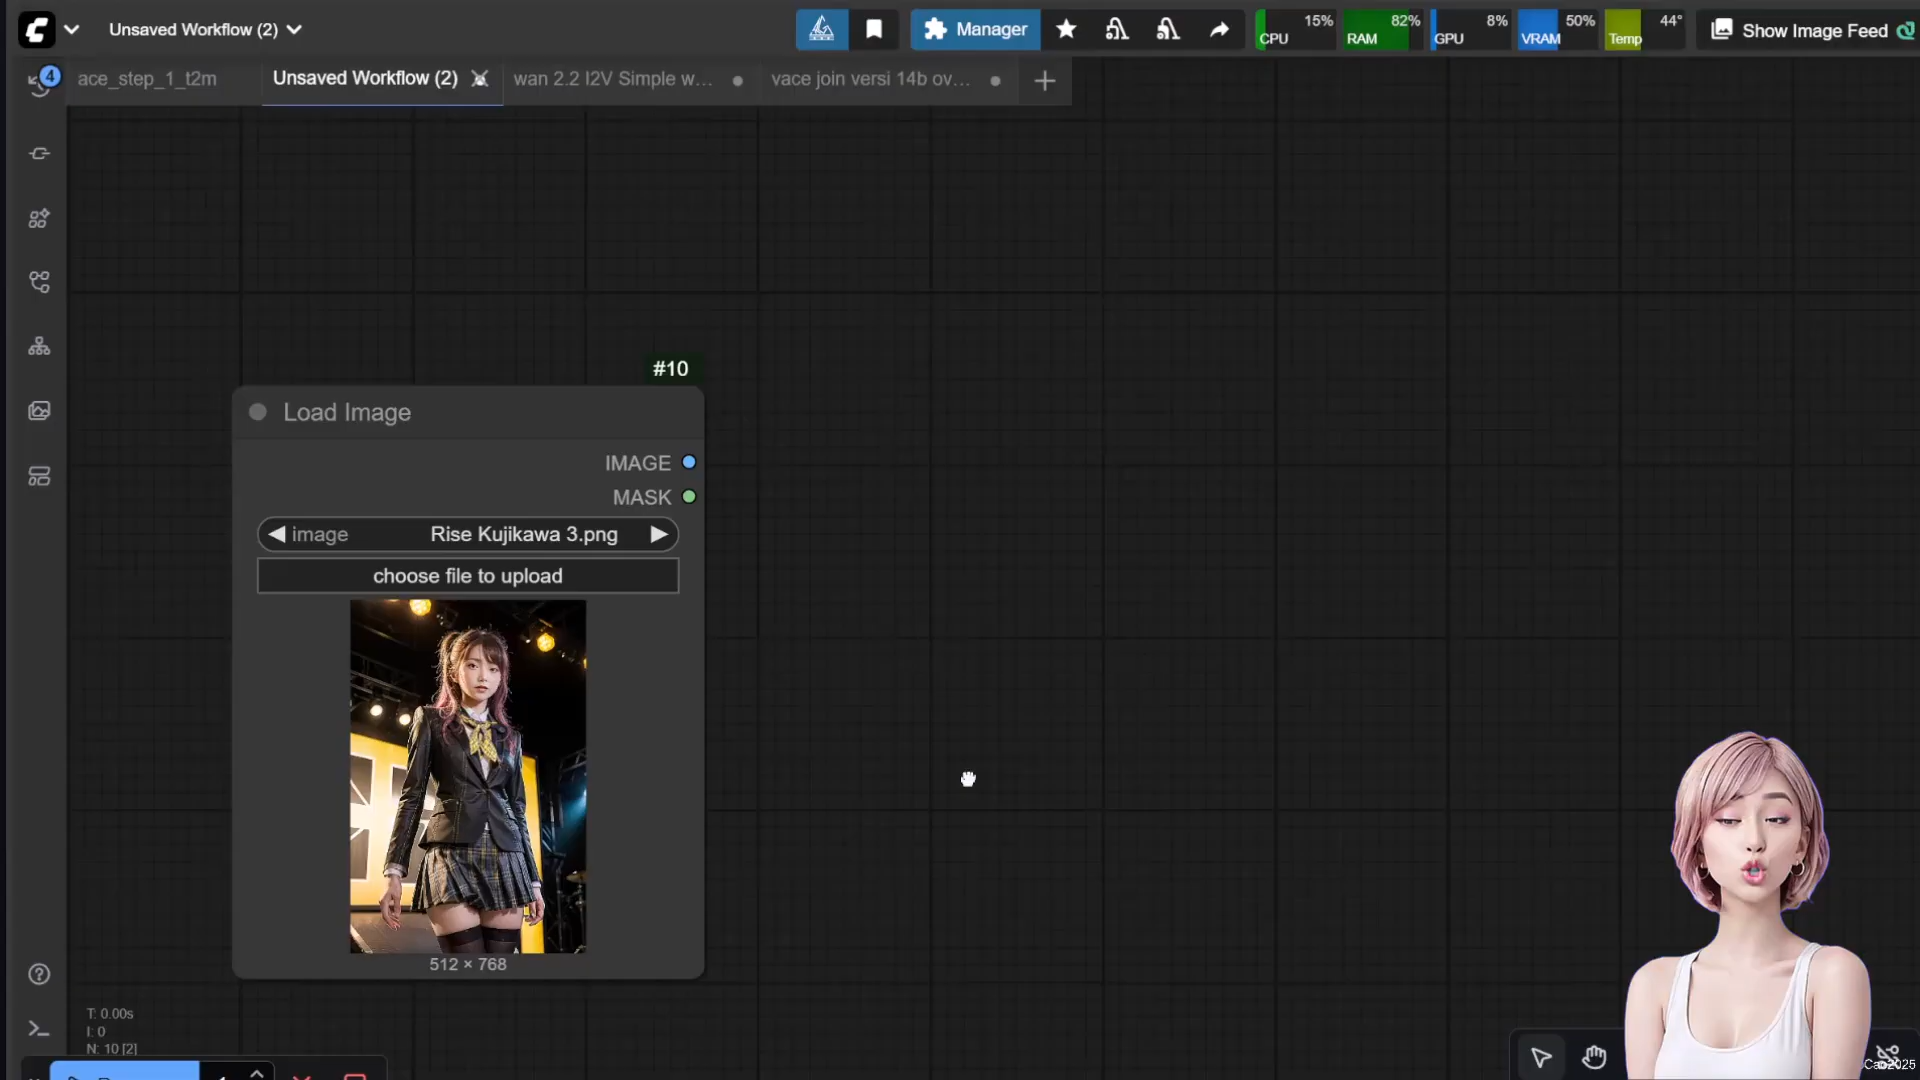 Unsaved Workflow (2)
Manager
CPU 15%
RAM 82%
GPU 8%
VRAM 50%
Temp 44°
Show Image Feed
4
ace_step_1_t2m
Unsaved Workflow (2)
wan 2.2 I2V Simple w…
vace join versi 14b ov…
#10
Load Image
IMAGE
MASK
image Rise Kujikawa 3.png
choose file to upload
512 × 768
T: 0.00s
I: 0
N: 10 [2]